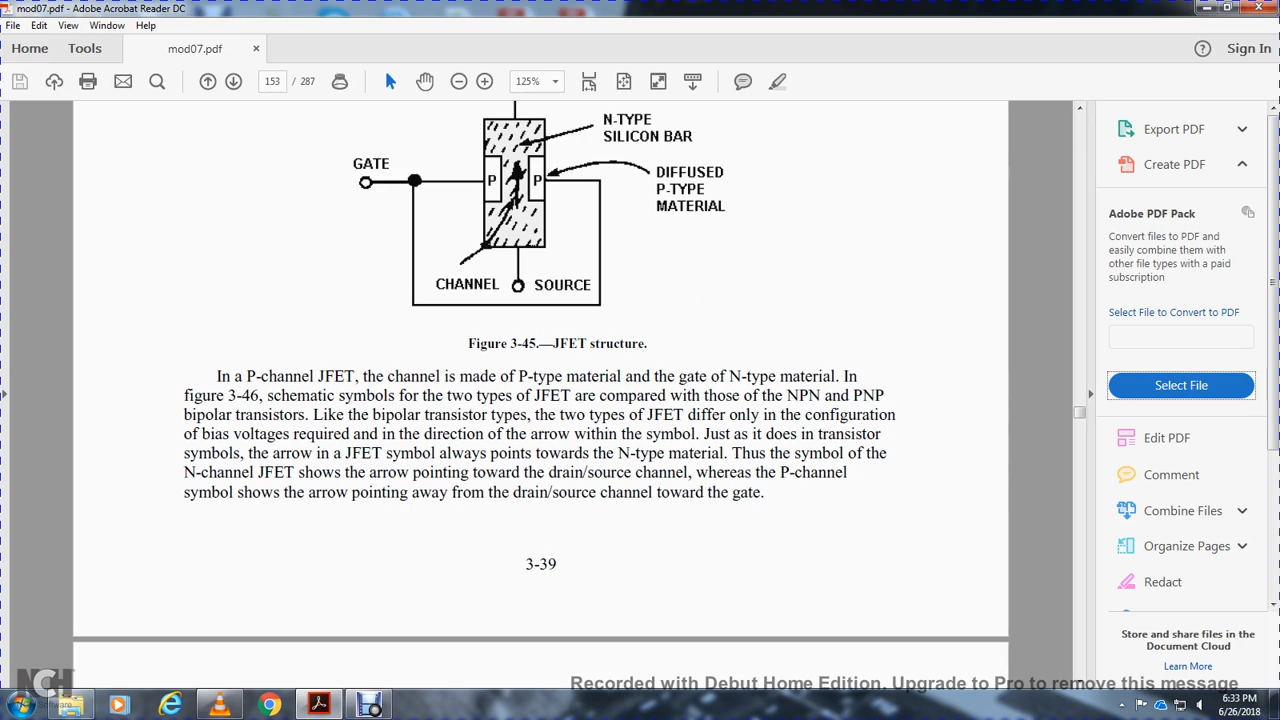 mod07.pdf - Adobe Acrobat Reader DC
File Edit View Window Help
Home Tools mod07.pdf × Sign In
153 / 287 125%
N-TYPE
SILICON BAR
GATE
P P
DIFFUSED
P-TYPE
MATERIAL
CHANNEL SOURCE
Figure 3-45.—JFET structure.
In a P-channel JFET, the channel is made of P-type material and the gate of N-type material. In
figure 3-46, schematic symbols for the two types of JFET are compared with those of the NPN and PNP
bipolar transistors. Like the bipolar transistor types, the two types of JFET differ only in the configuration
of bias voltages required and in the direction of the arrow within the symbol. Just as it does in transistor
symbols, the arrow in a JFET symbol always points towards the N-type material. Thus the symbol of the
N-channel JFET shows the arrow pointing toward the drain/source channel, whereas the P-channel
symbol shows the arrow pointing away from the drain/source channel toward the gate.
3-39
Export PDF
Create PDF
Adobe PDF Pack
Convert files to PDF and
easily combine them with
other file types with a paid
subscription
Select File to Convert to PDF
Select File
Edit PDF
Comment
Combine Files
Organize Pages
Redact
Store and share files in the
Document Cloud
Learn More
NCH
Software
Recorded with Debut Home Edition. Upgrade to Pro to remove this message
6:33 PM
6/26/2018